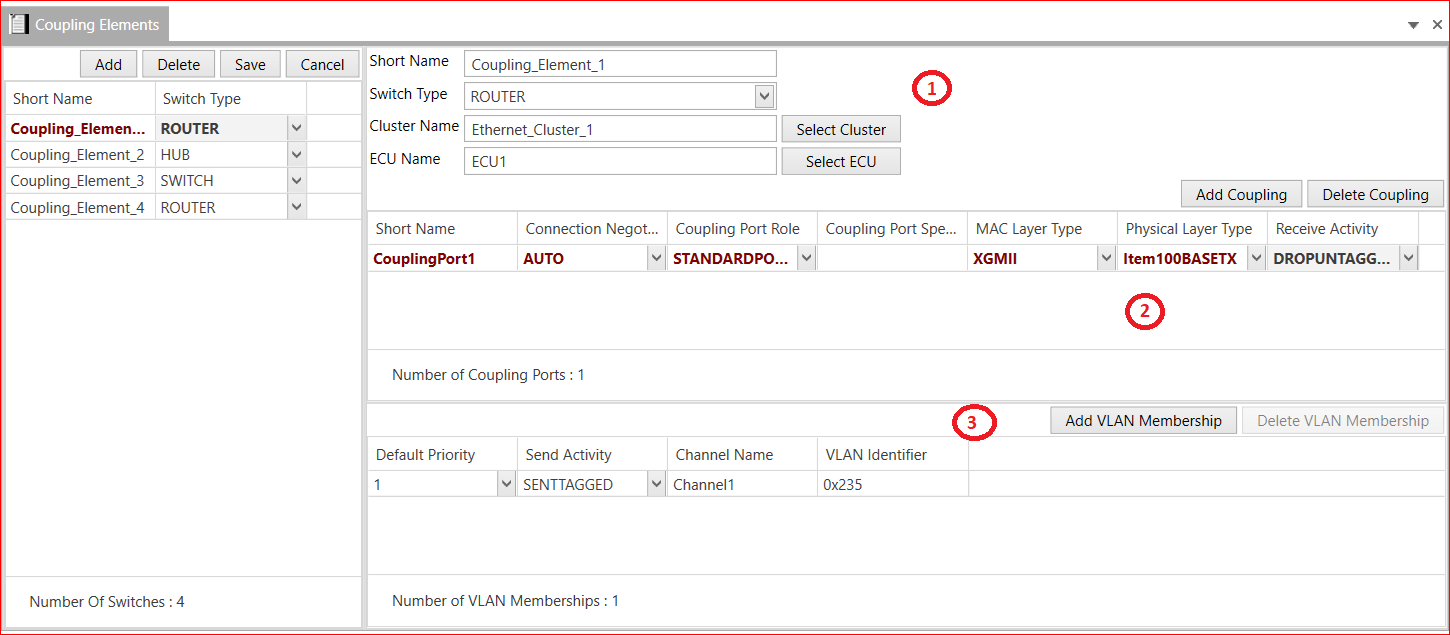 Coupling Elements
Add Delete Save Cancel
Short Name Switch Type
Coupling_Elemen... ROUTER
Coupling_Element_2 HUB
Coupling_Element_3 SWITCH
Coupling_Element_4 ROUTER
Number Of Switches : 4
Short Name Coupling_Element_1
Switch Type ROUTER
1
Cluster Name Ethernet_Cluster_1 Select Cluster
ECU Name ECU1 Select ECU
Add Coupling Delete Coupling
Short Name Connection Negot... Coupling Port Role Coupling Port Spe... MAC Layer Type Physical Layer Type Receive Activity
CouplingPort1 AUTO STANDARDPO... XGMII Item100BASETX DROPUNTAGG...
2
Number of Coupling Ports : 1
3 Add VLAN Membership Delete VLAN Membership
Default Priority Send Activity Channel Name VLAN Identifier
1 SENTTAGGED Channel1 0x235
Number of VLAN Memberships : 1